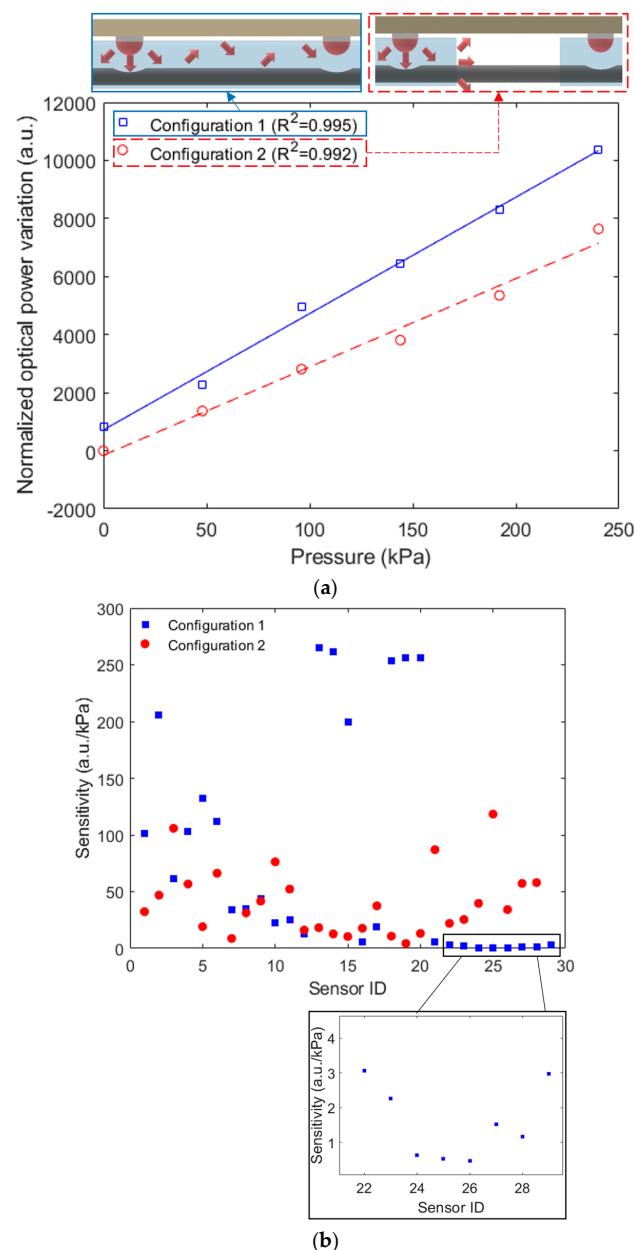 12000
10000
8000
6000
4000
2000
0
-2000
Normalized optical power variation (a.u.)
Configuration 1 (R²=0.995)
Configuration 2 (R²=0.992)
0 50 100 150 200 250
Pressure (kPa)
(a)
300
250
200
150
100
50
0
Sensitivity (a.u./kPa)
Configuration 1
Configuration 2
0 5 10 15 20 25 30
Sensor ID
4
3
2
1
Sensitivity (a.u./kPa)
22 24 26 28
Sensor ID
(b)